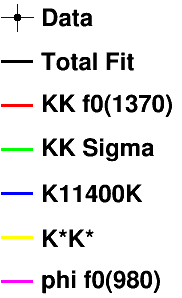 Data
Total Fit
KK f0(1370)
KK Sigma
K11400K
K*K*
phi f0(980)